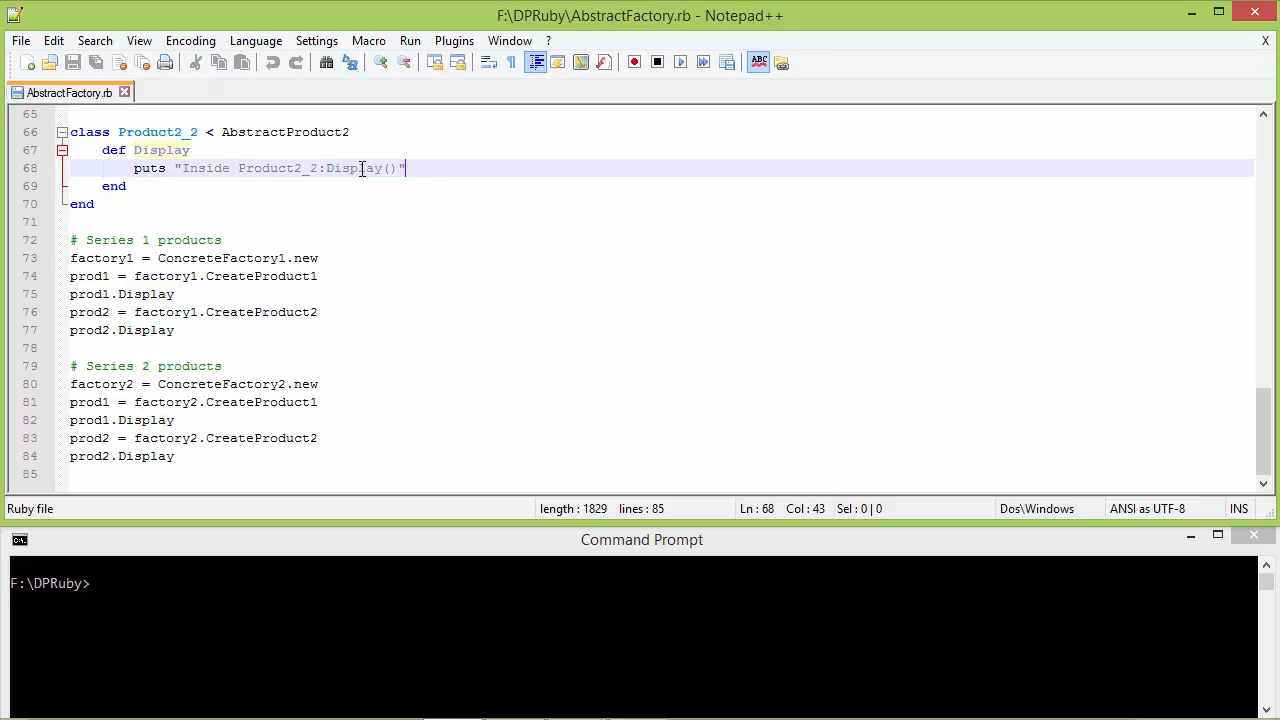 F:\DPRuby\AbstractFactory.rb - Notepad++
File Edit Search View Encoding Language Settings Macro Run Plugins Window ? X
ABC
AbstractFactory.rb
65
66 class Product2_2 < AbstractProduct2
67 def Display
68 puts "Inside Product2_2:Display()"
69 end
70 end
71
72 # Series 1 products
73 factory1 = ConcreteFactory1.new
74 prod1 = factory1.CreateProduct1
75 prod1.Display
76 prod2 = factory1.CreateProduct2
77 prod2.Display
78
79 # Series 2 products
80 factory2 = ConcreteFactory2.new
81 prod1 = factory2.CreateProduct1
82 prod1.Display
83 prod2 = factory2.CreateProduct2
84 prod2.Display
85
Ruby file length : 1829 lines : 85 Ln : 68 Col : 43 Sel : 0 | 0 Dos\Windows ANSI as UTF-8 INS
Command Prompt
F:\DPRuby>